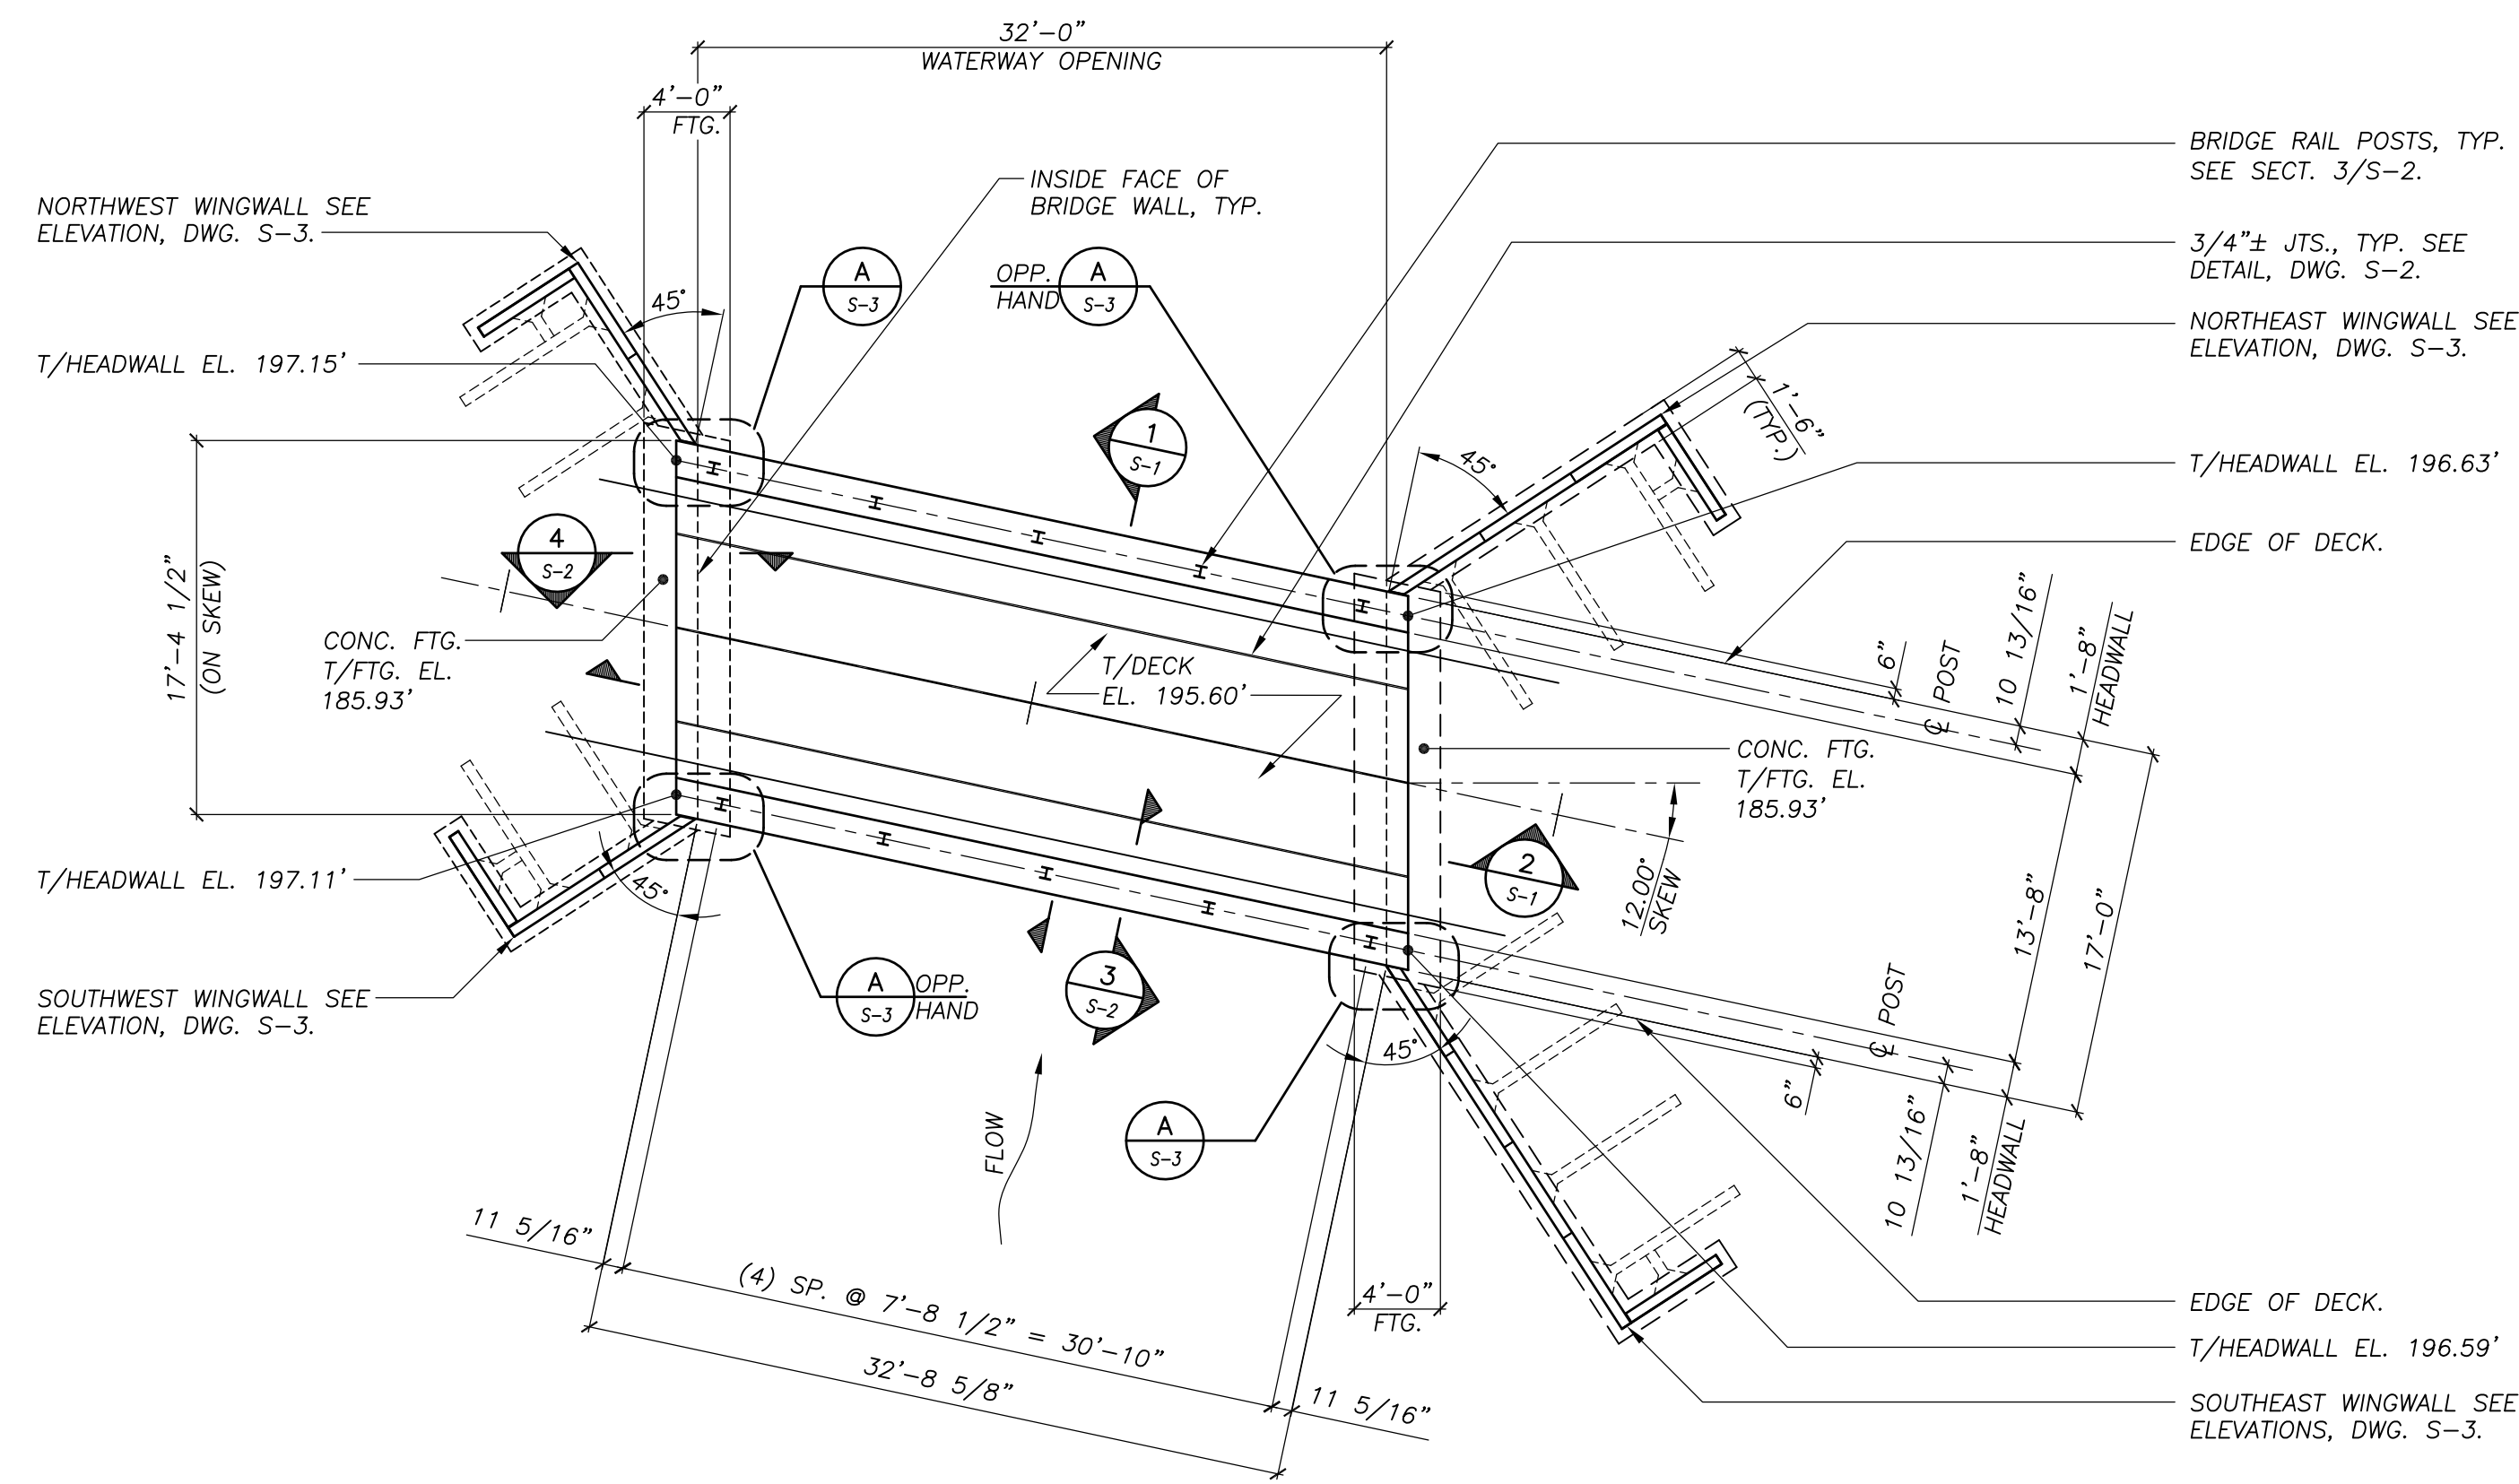 32'-0"
WATERWAY OPENING
4'-0"
FTG.
BRIDGE RAIL POSTS, TYP.
SEE SECT. 3/S-2.
INSIDE FACE OF
BRIDGE WALL, TYP.
NORTHWEST WINGWALL SEE
ELEVATION, DWG. S-3.
3/4"± JTS., TYP. SEE
DETAIL, DWG. S-2.
A
S-3
OPP.
HAND
A
S-3
45°
NORTHEAST WINGWALL SEE
ELEVATION, DWG. S-3.
T/HEADWALL EL. 197.15'
1'-6"
(TYP.)
1
S-1
45°
T/HEADWALL EL. 196.63'
4
S-2
EDGE OF DECK.
17'-4 1/2"
(ON SKEW)
CONC. FTG.
T/FTG. EL.
185.93'
T/DECK
EL. 195.60'
6"
℄ POST
10 13/16"
1'-8"
HEADWALL
CONC. FTG.
T/FTG. EL.
185.93'
12.00°
SKEW
2
S-1
13'-8"
17'-0"
T/HEADWALL EL. 197.11'
45°
SOUTHWEST WINGWALL SEE
ELEVATION, DWG. S-3.
A
S-3
OPP.
HAND
3
S-2
45°
℄ POST
6"
10 13/16"
1'-8"
HEADWALL
FLOW
A
S-3
11 5/16"
(4) SP. @ 7'-8 1/2" = 30'-10"
32'-8 5/8"
11 5/16"
4'-0"
FTG.
EDGE OF DECK.
T/HEADWALL EL. 196.59'
SOUTHEAST WINGWALL SEE
ELEVATIONS, DWG. S-3.